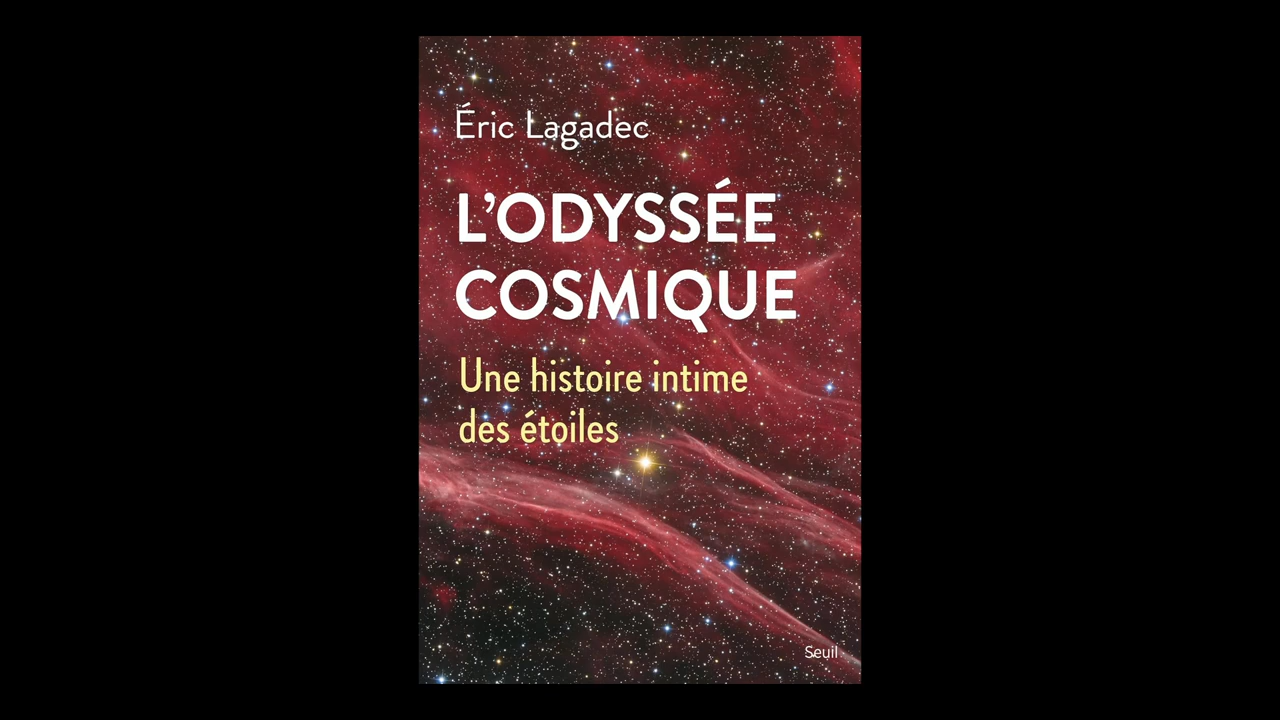 Éric Lagadec
L'ODYSSÉE
COSMIQUE
Une histoire intime
des étoiles
Seuil